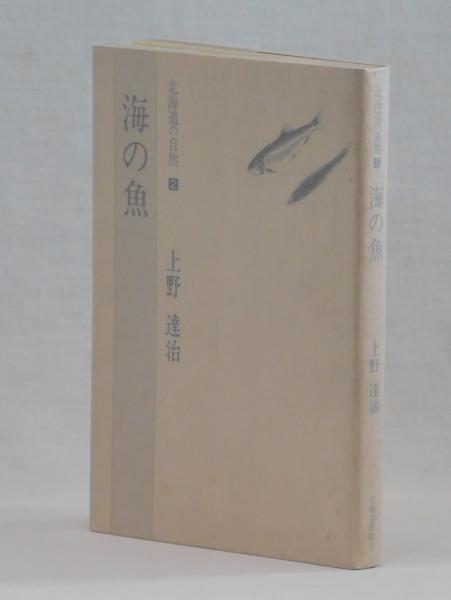 海の魚
北海道の自然 2
上野 達治
北海道の自然 2
海の魚
上野 達治